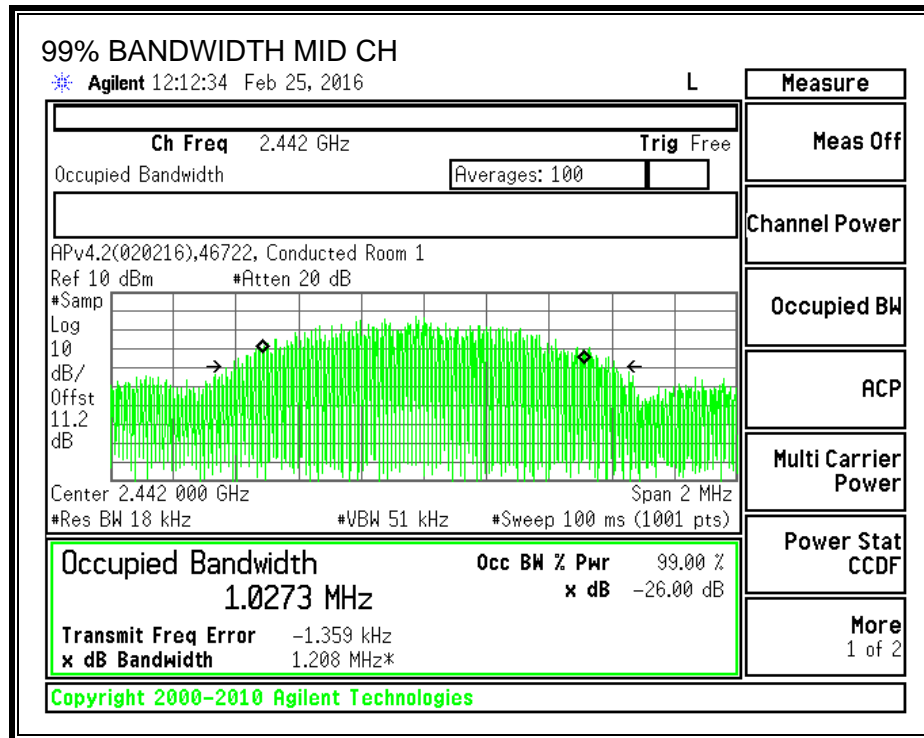 99% BANDWIDTH MID CH
Agilent 12:12:34 Feb 25, 2016 L
Measure
Ch Freq 2.442 GHz Trig Free
Meas Off
Occupied Bandwidth Averages: 100
Channel Power
APv4.2(020216),46722, Conducted Room 1
Ref 10 dBm #Atten 20 dB
#Samp
Log
10
dB/
Offst
11.2
dB
Occupied BW
ACP
Multi Carrier
Power
Center 2.442 000 GHz Span 2 MHz
#Res BW 18 kHz #VBW 51 kHz #Sweep 100 ms (1001 pts)
Power Stat
CCDF
Occupied Bandwidth Occ BW % Pwr 99.00 %
1.0273 MHz x dB -26.00 dB
Transmit Freq Error -1.359 kHz
x dB Bandwidth 1.208 MHz*
More
1 of 2
Copyright 2000-2010 Agilent Technologies